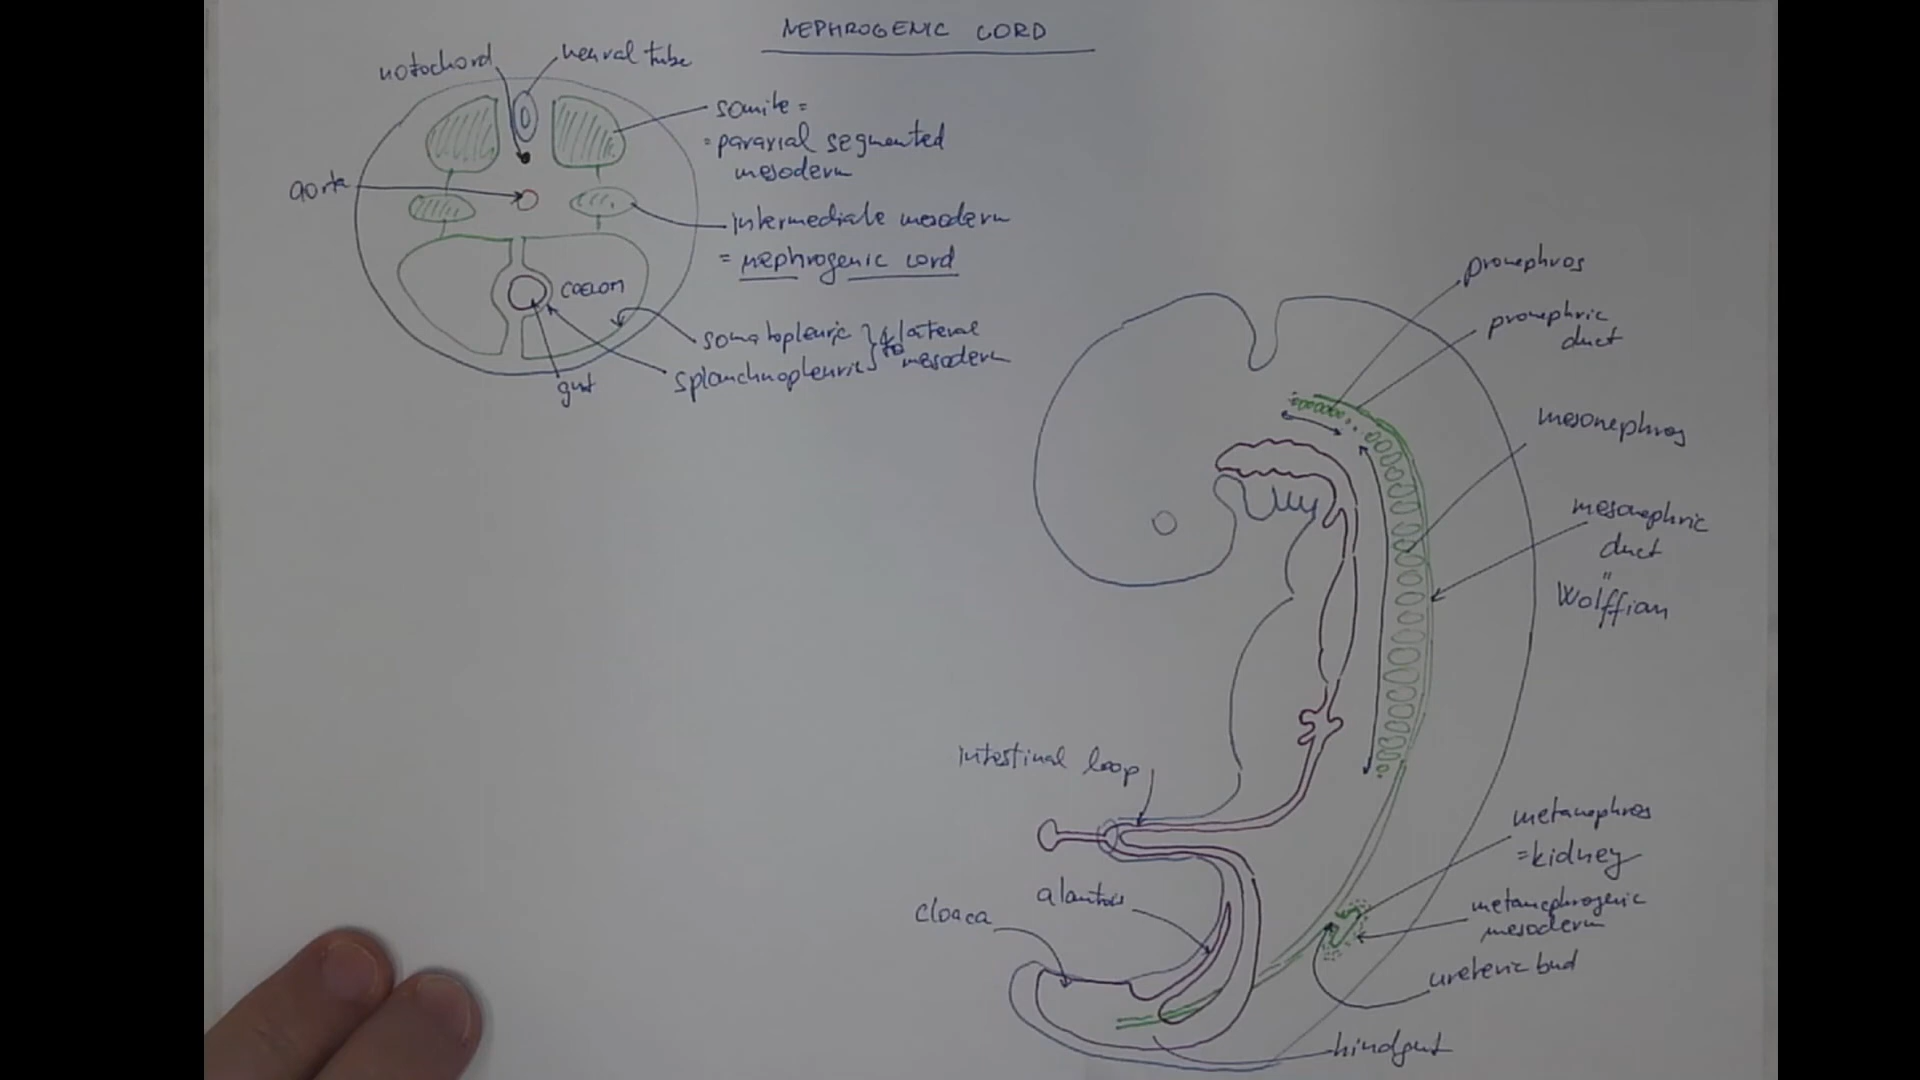 NEPHROGENIC CORD
notochord
neural tube
somite =
= paraxial segmented
mesoderm
aorta
intermediate mesoderm
= nephrogenic cord
COELOM
somatopleuric
splanchnopleuric
lateral
mesoderm
gut
pronephros
pronephric
duct
mesonephros
mesonephric
duct
"
Wolffian
intestinal loop
metanephros
= kidney
alantois
cloaca
metanephrogenic
mesoderm
ureteric bud
hindgut